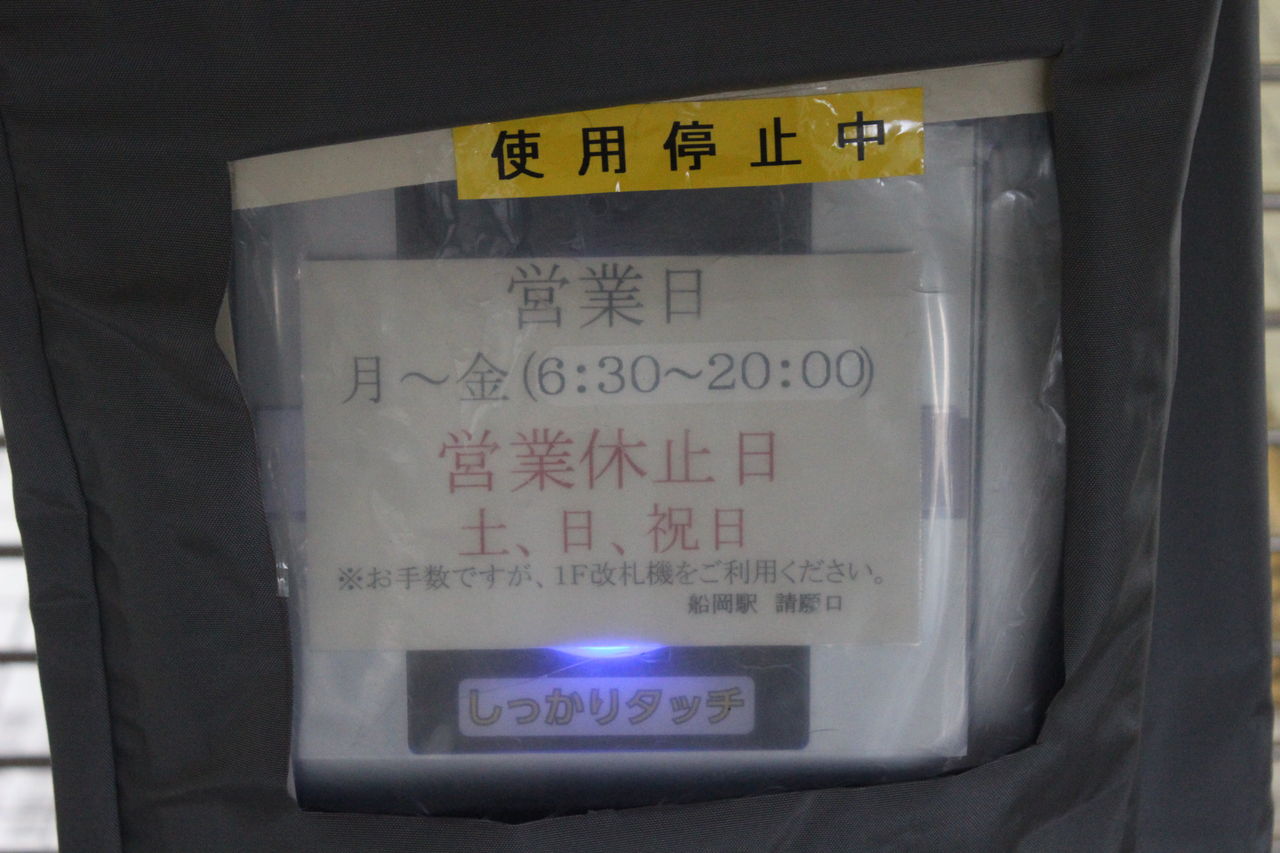 使用停止中
営業日
月～金(6:30～20:00)
営業休止日
土、日、祝日
※お手数ですが、1F改札機をご利用ください。
船岡駅 請願口
しっかりタッチ